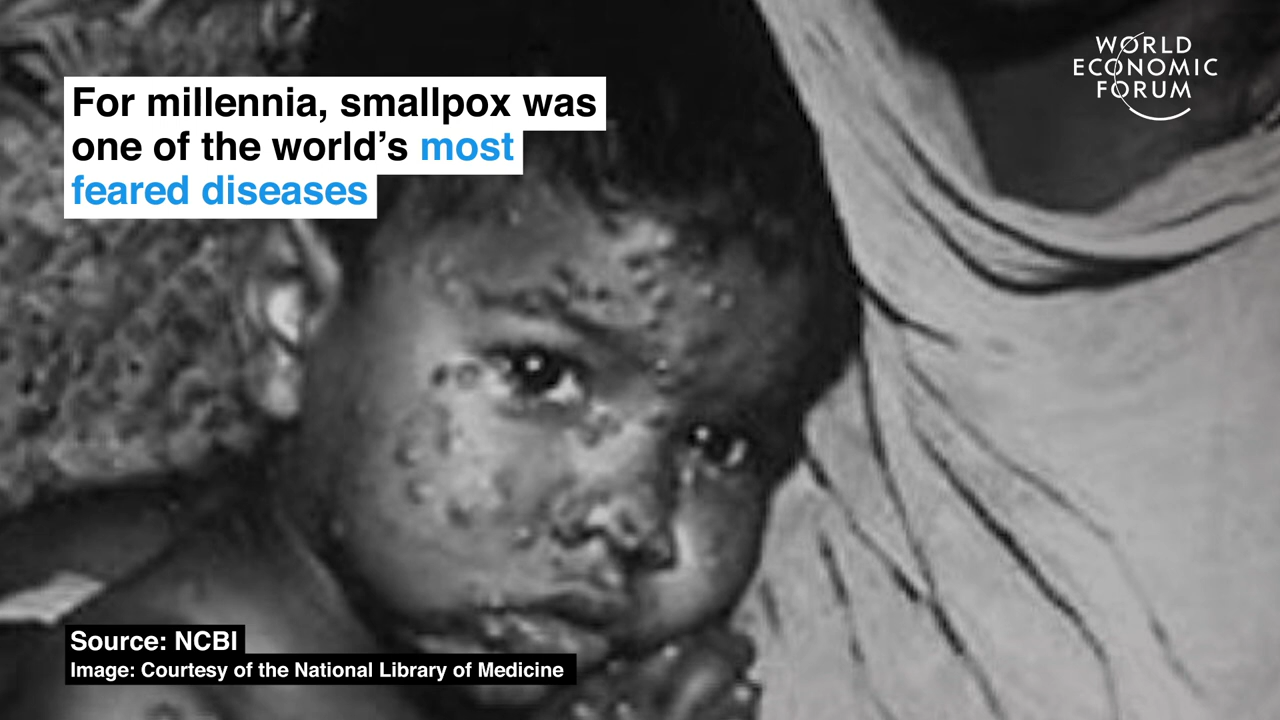 For millennia, smallpox was
one of the world's most
feared diseases
WORLD
ECONOMIC
FORUM
Source: NCBI
Image: Courtesy of the National Library of Medicine